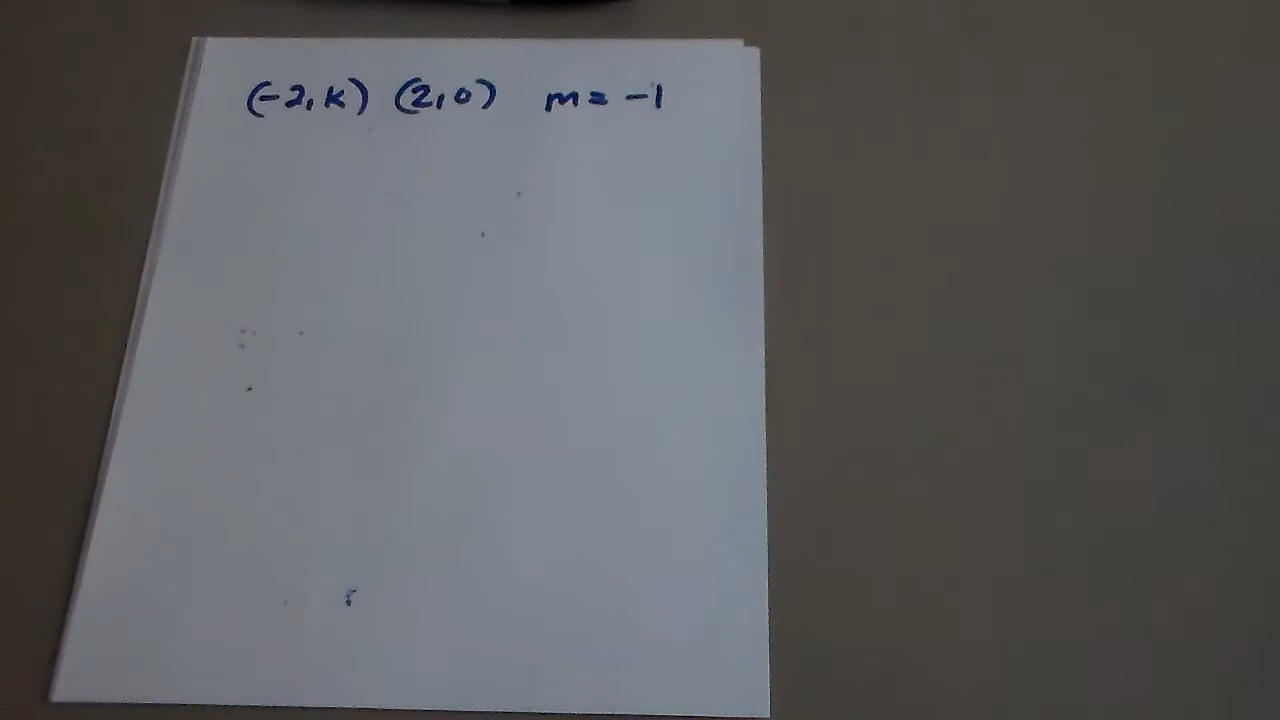 (-2, k) (2, 0) m = -1